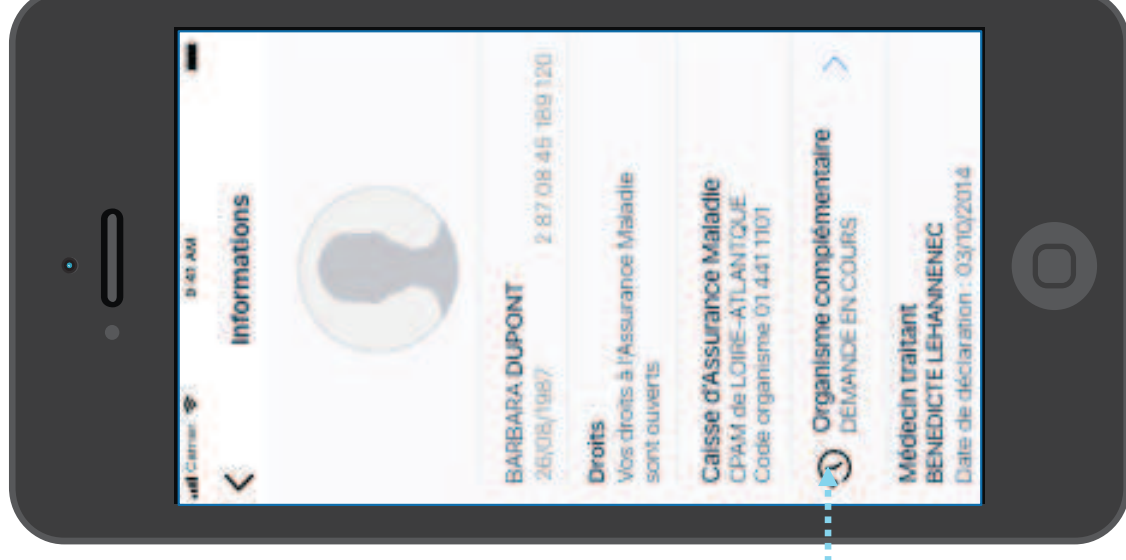 Carrier 9:41 AM
Informations
BARBARA DUPONT
26/08/1987 2 87 08 45 189 120
Droits
Vos droits à l'Assurance Maladie
sont ouverts
Caisse d'Assurance Maladie
CPAM de LOIRE-ATLANTQUE
Code organisme 01 441 1101
Organisme complémentaire
DEMANDE EN COURS
Médecin traitant
BENEDICTE LEHANNENEC
Date de déclaration : 03/10/2014